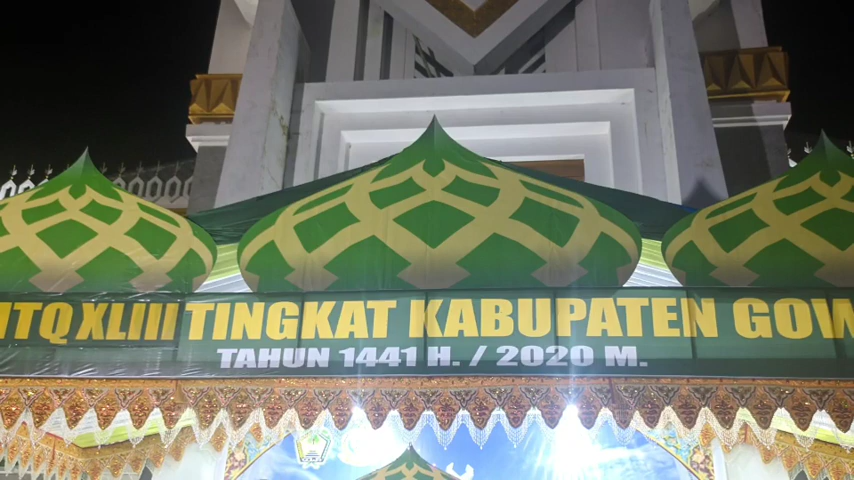 MTQ XLIII TINGKAT KABUPATEN GOW
TAHUN 1441 H. / 2020 M.